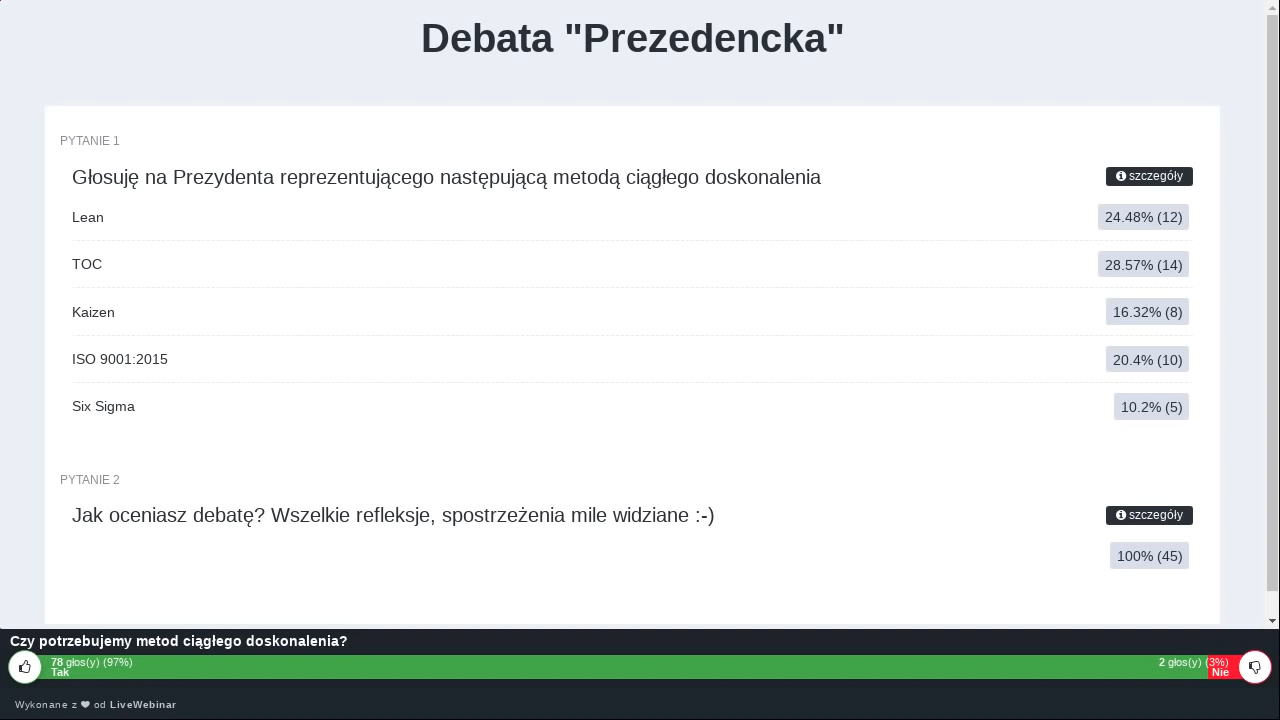 Debata "Prezedencka"
PYTANIE 1
Głosuję na Prezydenta reprezentującego następującą metodą ciągłego doskonalenia
szczegóły
Lean 24.48% (12)
TOC 28.57% (14)
Kaizen 16.32% (8)
ISO 9001:2015 20.4% (10)
Six Sigma 10.2% (5)
PYTANIE 2
Jak oceniasz debatę? Wszelkie refleksje, spostrzeżenia mile widziane :-)
szczegóły
100% (45)
Czy potrzebujemy metod ciągłego doskonalenia?
78 głos(y) (97%) 2 głos(y) (3%)
Tak Nie
Wykonane z ❤ od LiveWebinar